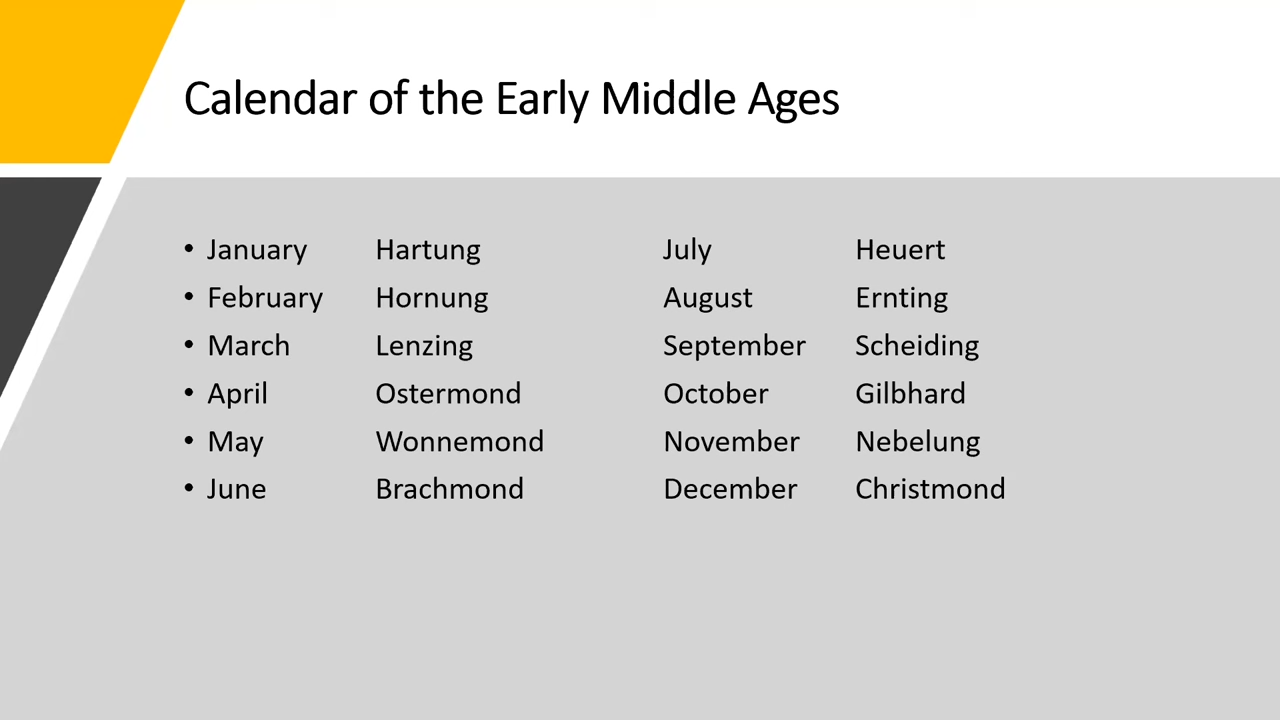 Calendar of the Early Middle Ages
• January Hartung July Heuert
• February Hornung August Ernting
• March Lenzing September Scheiding
• April Ostermond October Gilbhard
• May Wonnemond November Nebelung
• June Brachmond December Christmond